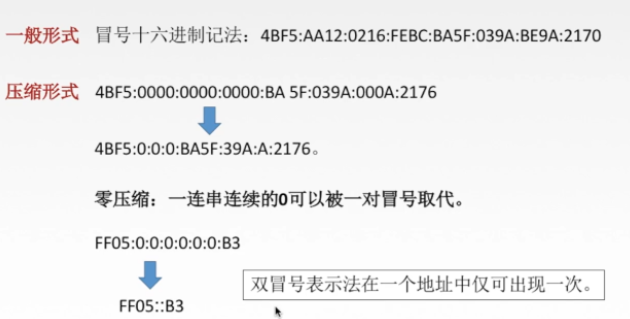 一般形式 冒号十六进制记法：4BF5:AA12:0216:FEBC:BA5F:039A:BE9A:2170
压缩形式 4BF5:0000:0000:0000:BA 5F:039A:000A:2176
4BF5:0:0:0:BA5F:39A:A:2176。
零压缩：一连串连续的0可以被一对冒号取代。
FF05:0:0:0:0:0:0:B3
双冒号表示法在一个地址中仅可出现一次。
FF05::B3